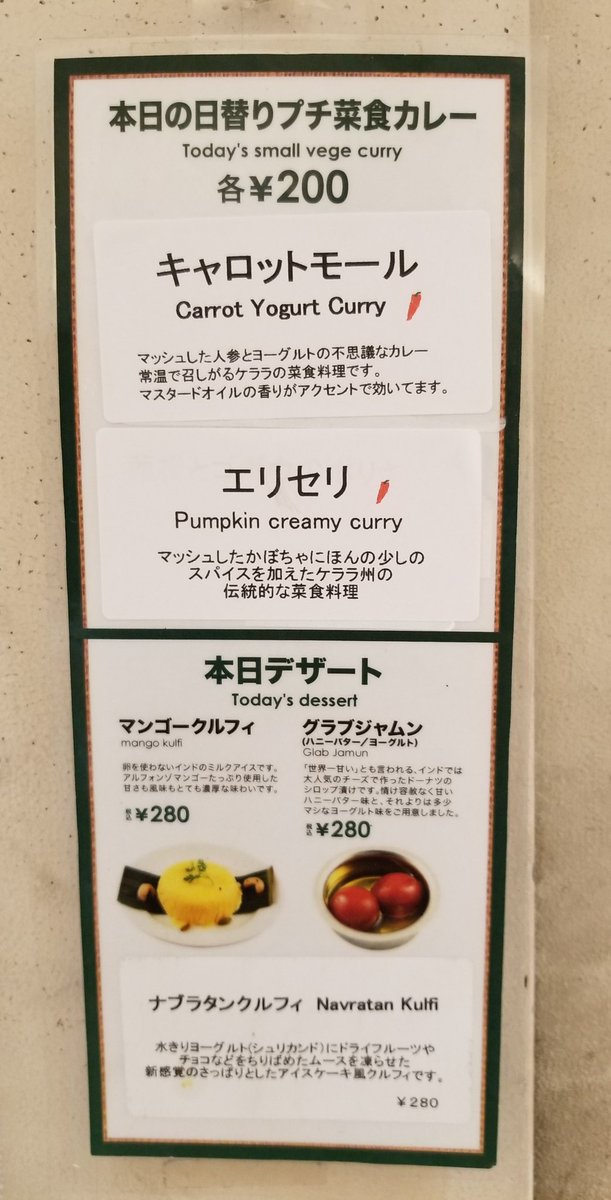 本日の日替りプチ菜食カレー
Today's small vege curry
各¥200
キャロットモール
Carrot Yogurt Curry
マッシュした人参とヨーグルトの不思議なカレー
常温で召しがるケララの菜食料理です。
マスタードオイルの香りがアクセントで効いてます。
エリセリ
Pumpkin creamy curry
マッシュしたかぼちゃにほんの少しの
スパイスを加えたケララ州の
伝統的な菜食料理
本日デザート
Today's dessert
マンゴークルフィ
mango kulfi
卵を使わないインドのミルクアイスです。
アルフォンソマンゴーたっぷり使用した
甘さも風味もとても濃厚な味わいです。
税込¥280
グラブジャムン
(ハニーバター/ヨーグルト)
Glab Jamun
「世界一甘い」とも言われる、インドでは
大人気のチーズで作ったドーナツの
シロップ漬けです。情け容赦なく甘い
ハニーバター味と、それよりは多少
マシなヨーグルト味をご用意しました。
税込¥280
ナブラタンクルフィ Navratan Kulfi
水きりヨーグルト(シュリカンド)にドライフルーツや
チョコなどをちりばめたムースを凍らせた
新感覚のさっぱりとしたアイスケーキ風クルフィです。
¥280